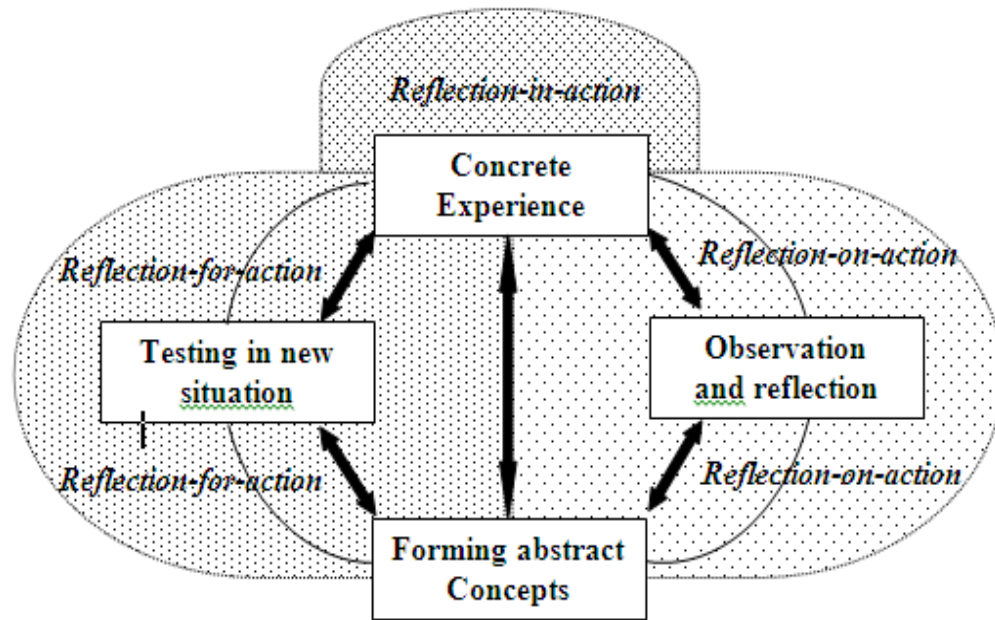 Reflection-in-action
Concrete
Experience
Reflection-for-action
Reflection-on-action
Testing in new
situation
Observation
and reflection
Reflection-for-action
Reflection-on-action
Forming abstract
Concepts